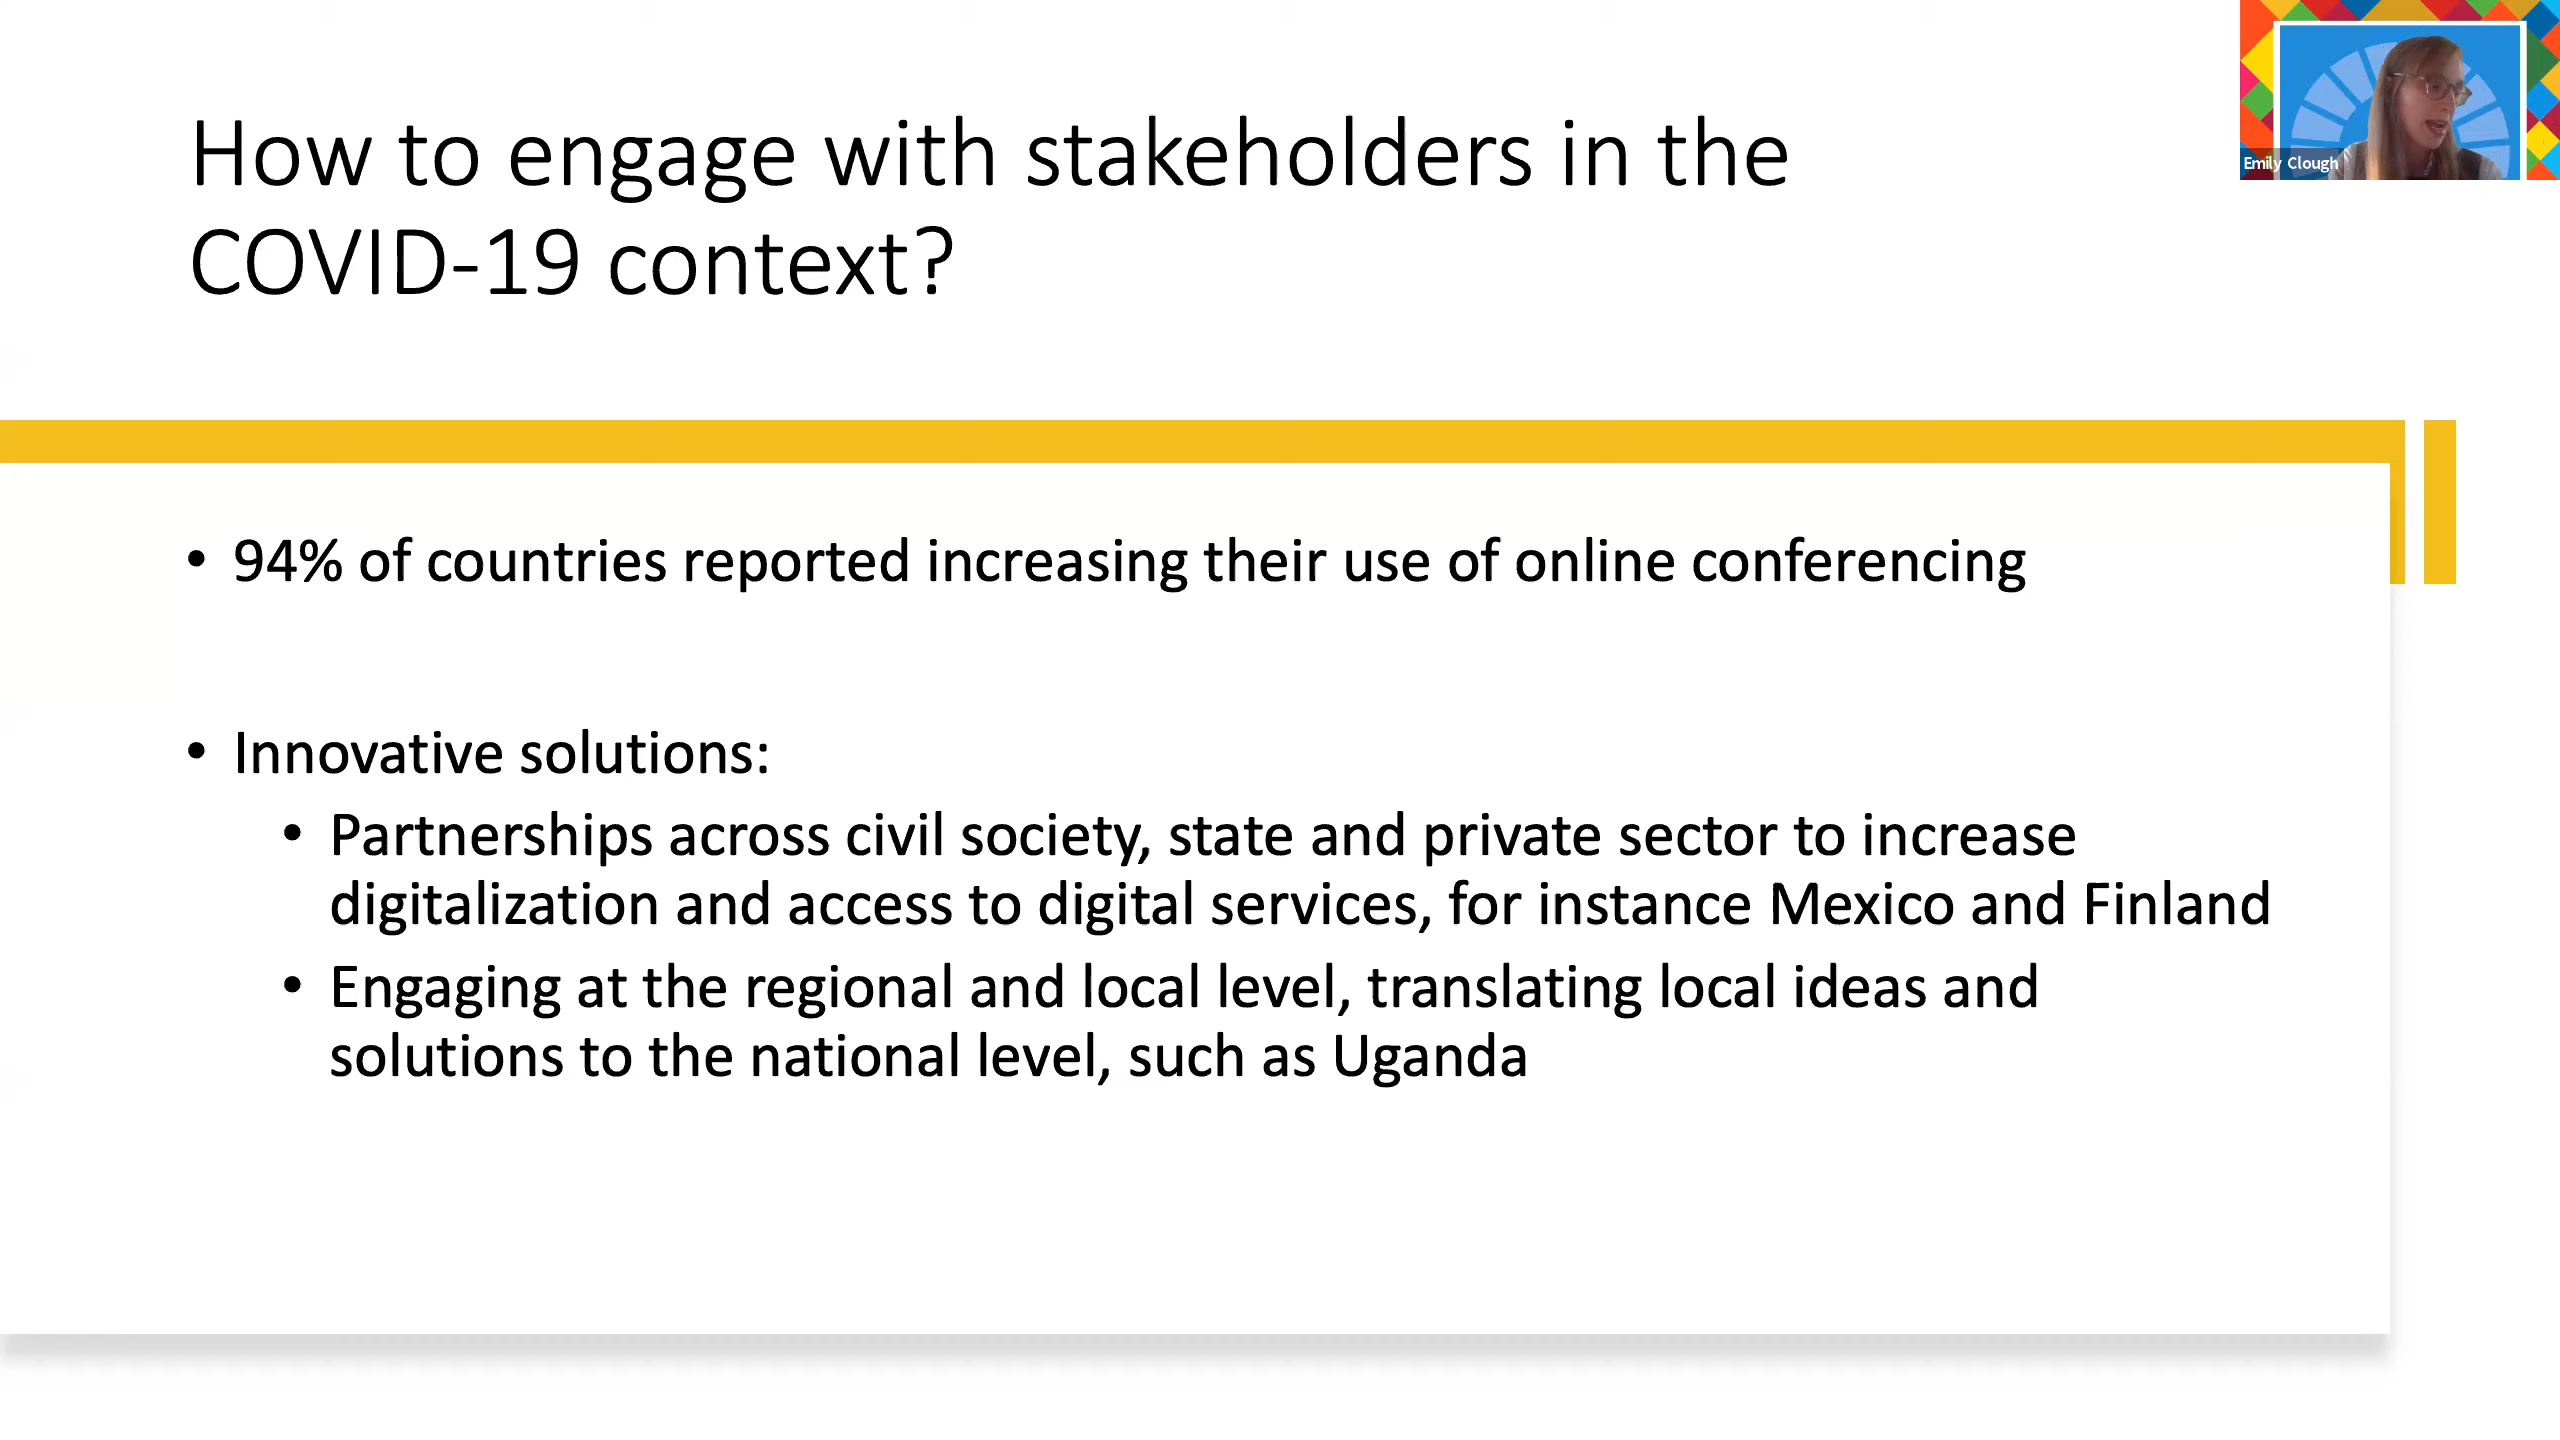 How to engage with stakeholders in the
COVID-19 context?
Emily Clough
• 94% of countries reported increasing their use of online conferencing
• Innovative solutions:
• Partnerships across civil society, state and private sector to increase
digitalization and access to digital services, for instance Mexico and Finland
• Engaging at the regional and local level, translating local ideas and
solutions to the national level, such as Uganda